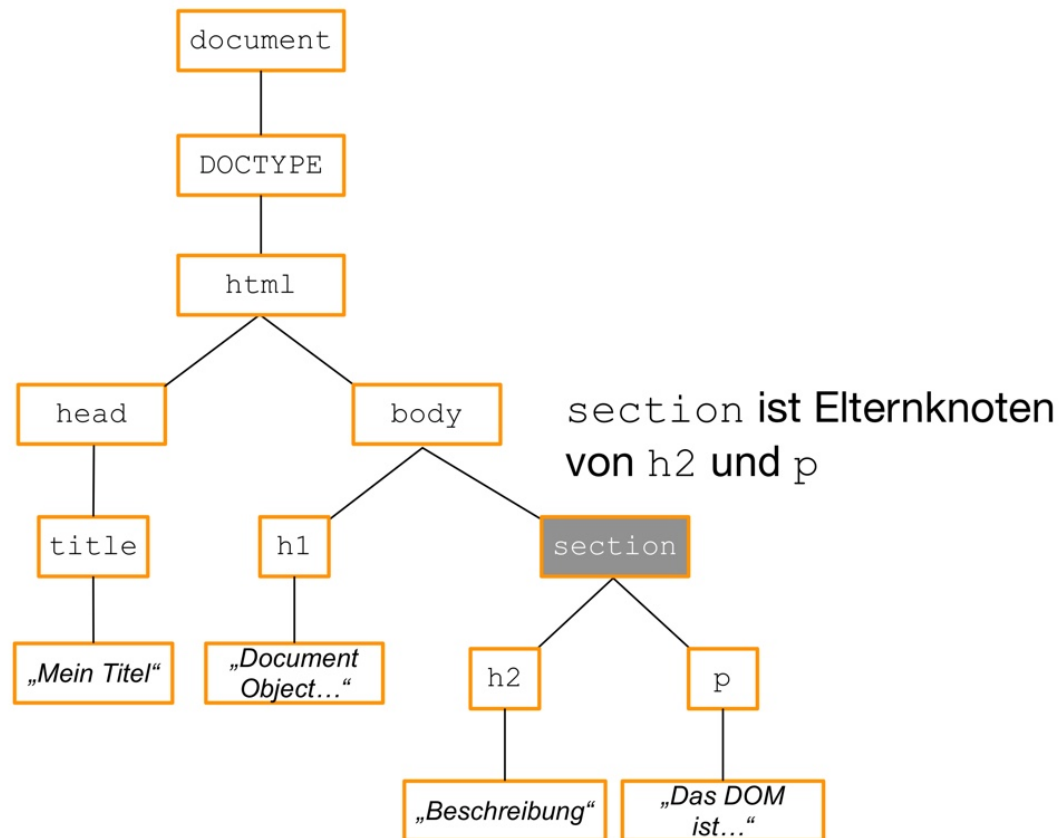 document
DOCTYPE
html
head
body
section ist Elternknoten
von h2 und p
title
h1
section
„Mein Titel“
„Document
Object…“
h2
p
„Beschreibung“
„Das DOM
ist…“